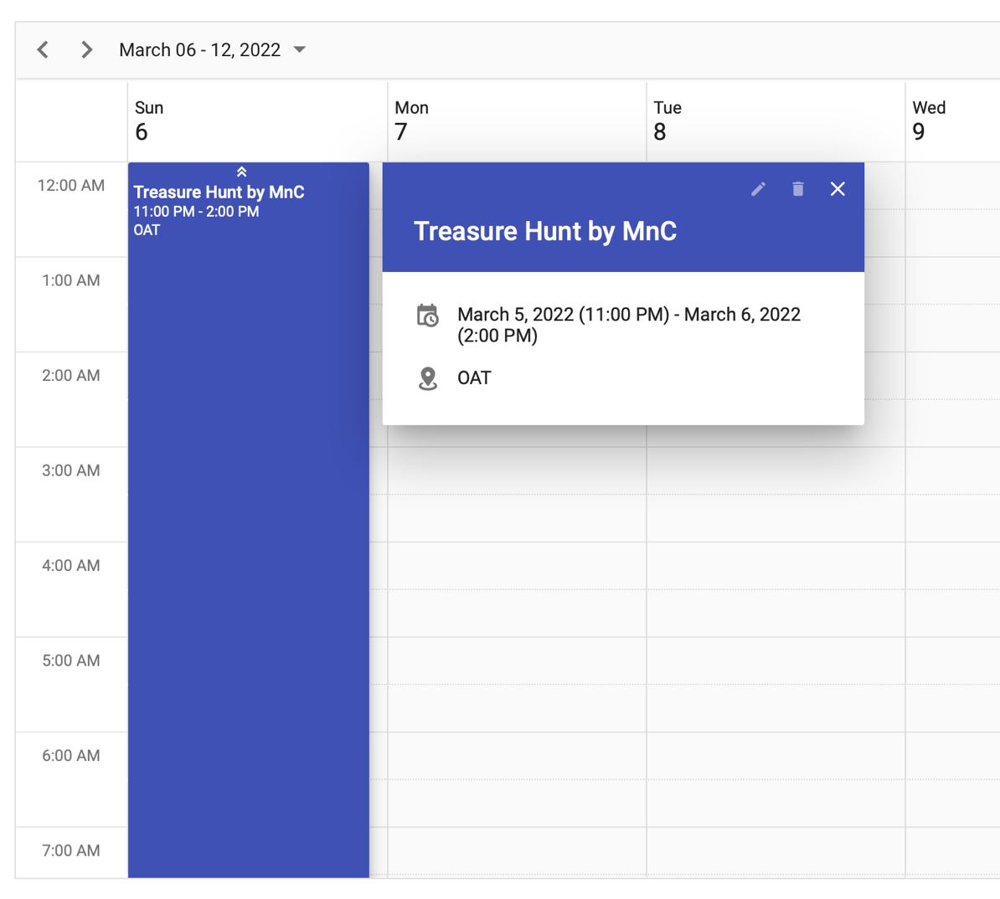 March 06 - 12, 2022
Sun
6
Mon
7
Tue
8
Wed
9
12:00 AM
1:00 AM
2:00 AM
3:00 AM
4:00 AM
5:00 AM
6:00 AM
7:00 AM
Treasure Hunt by MnC
11:00 PM - 2:00 PM
OAT
Treasure Hunt by MnC
March 5, 2022 (11:00 PM) - March 6, 2022
(2:00 PM)
OAT